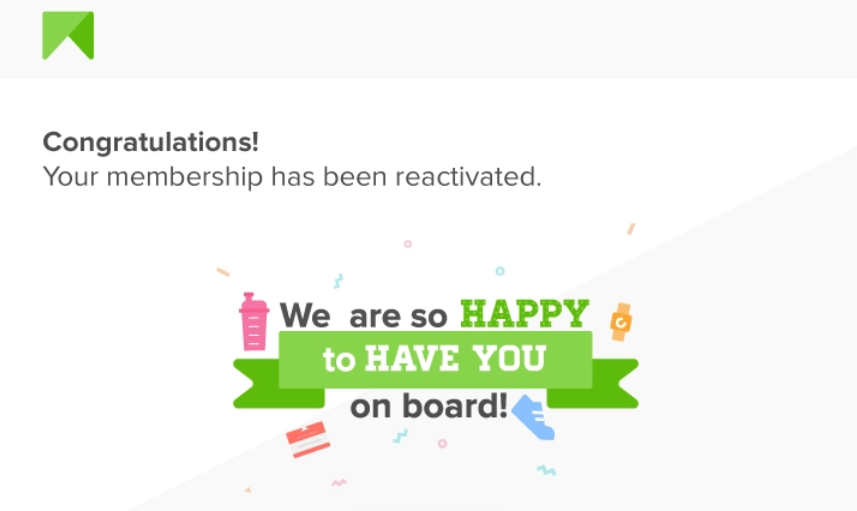 Congratulations!
Your membership has been reactivated.
We are so HAPPY
to HAVE YOU
on board!